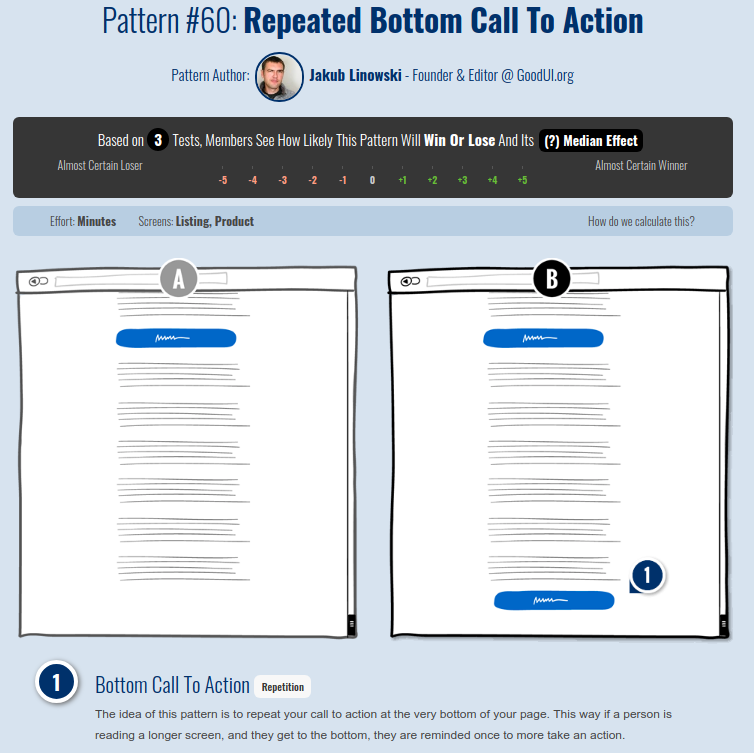 Pattern #60: Repeated Bottom Call To Action
Pattern Author: Jakub Linowski - Founder & Editor @ GoodUI.org
Based on 3 Tests, Members See How Likely This Pattern Will Win Or Lose And Its (?) Median Effect
Almost Certain Loser -5 -4 -3 -2 -1 0 +1 +2 +3 +4 +5 Almost Certain Winner
Effort: Minutes Screens: Listing, Product How do we calculate this?
A B
1
1 Bottom Call To Action Repetition
The idea of this pattern is to repeat your call to action at the very bottom of your page. This way if a person is
reading a longer screen, and they get to the bottom, they are reminded once to more take an action.